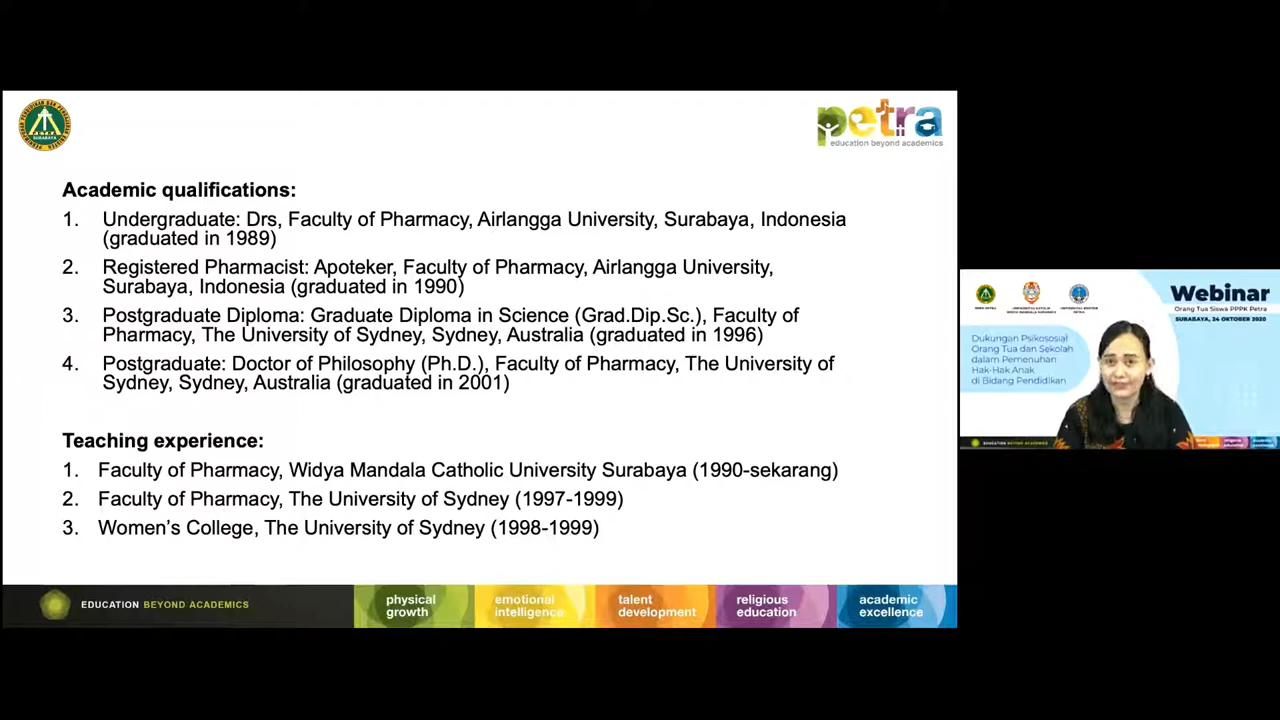 petra
education beyond academics
Academic qualifications:
1. Undergraduate: Drs, Faculty of Pharmacy, Airlangga University, Surabaya, Indonesia
(graduated in 1989)
2. Registered Pharmacist: Apoteker, Faculty of Pharmacy, Airlangga University,
Surabaya, Indonesia (graduated in 1990)
3. Postgraduate Diploma: Graduate Diploma in Science (Grad.Dip.Sc.), Faculty of
Pharmacy, The University of Sydney, Sydney, Australia (graduated in 1996)
4. Postgraduate: Doctor of Philosophy (Ph.D.), Faculty of Pharmacy, The University of
Sydney, Sydney, Australia (graduated in 2001)
Teaching experience:
1. Faculty of Pharmacy, Widya Mandala Catholic University Surabaya (1990-sekarang)
2. Faculty of Pharmacy, The University of Sydney (1997-1999)
3. Women's College, The University of Sydney (1998-1999)
EDUCATION BEYOND ACADEMICS
physical
growth
emotional
intelligence
talent
development
religious
education
academic
excellence
Webinar
Orang Tua Siswa PPPK Petra
SURABAYA, 24 OKTOBER 2020
Dukungan Psikososial
Orang Tua dan Sekolah
dalam Pemenuhan
Hak-Hak Anak
di Bidang Pendidikan
EDUCATION BEYOND ACADEMICS